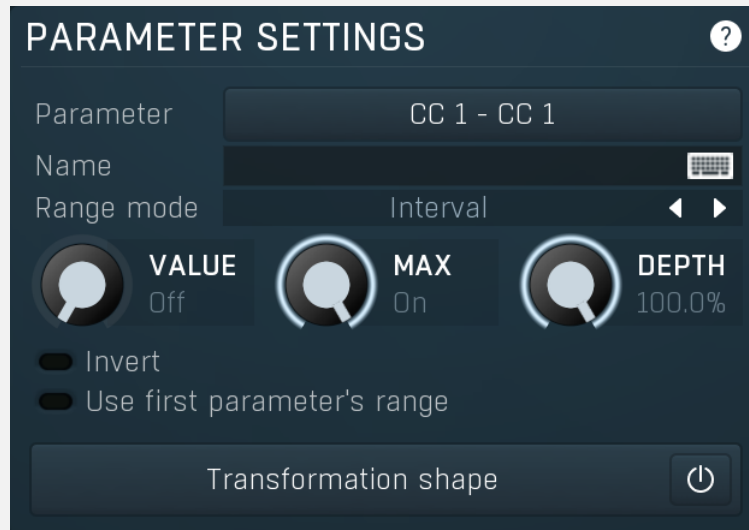 PARAMETER SETTINGS ?
Parameter CC 1 - CC 1
Name
Range mode Interval
VALUE MAX DEPTH
Off On 100.0%
Invert
Use first parameter's range
Transformation shape